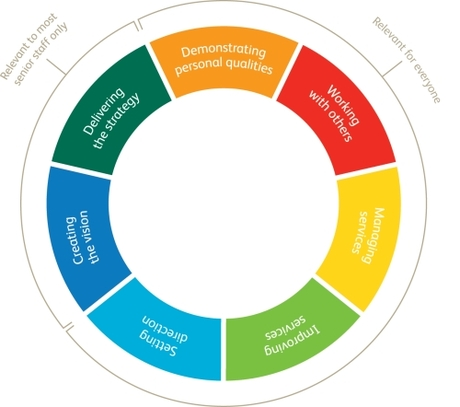 Relevant to most
senior staff only
Relevant for everyone
Demonstrating
personal qualities
Working
with others
Managing
services
Improving
services
Setting
direction
Creating
the vision
Delivering
the strategy